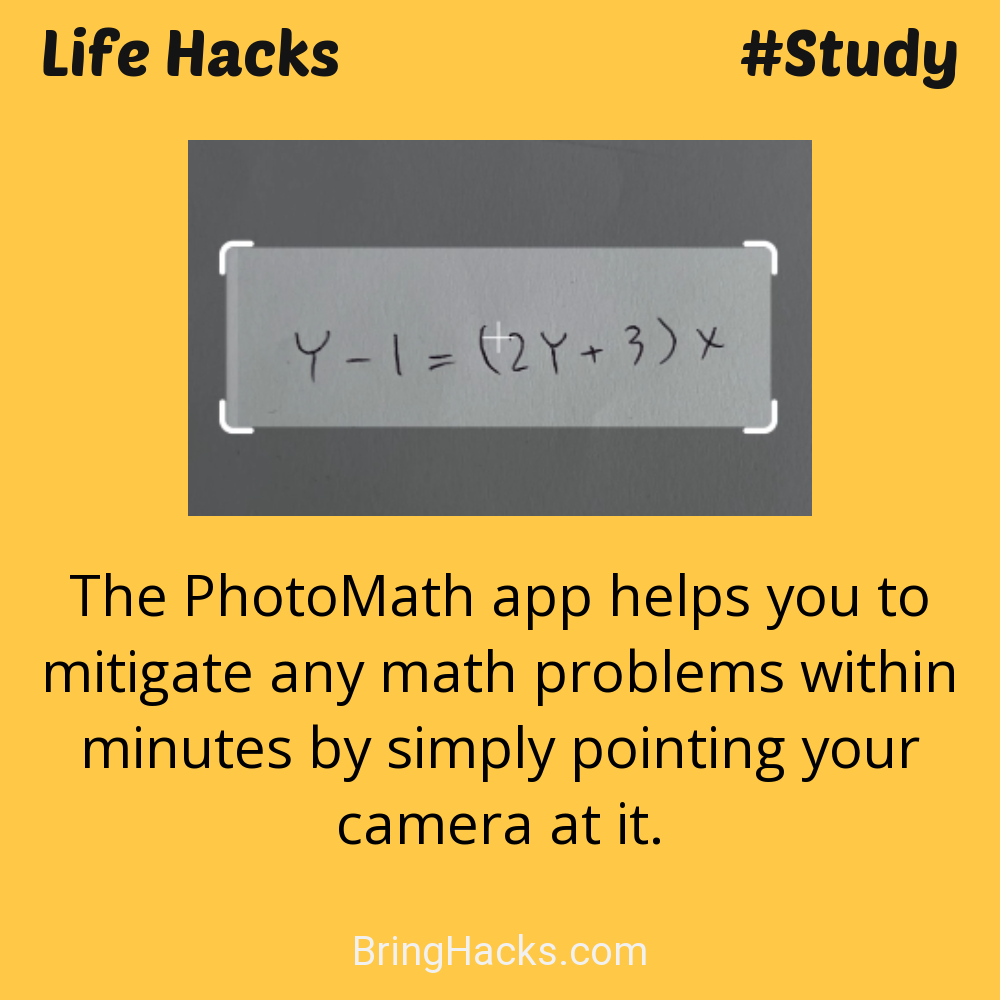 Life Hacks #Study
Y - 1 = (2Y + 3) x
The PhotoMath app helps you to
mitigate any math problems within
minutes by simply pointing your
camera at it.
BringHacks.com